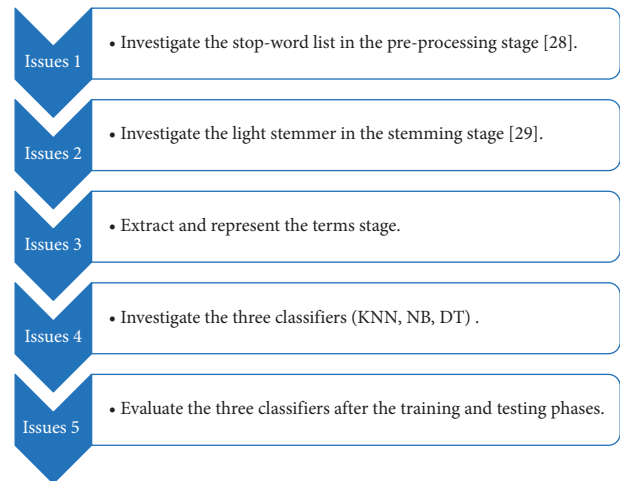 Issues 1
• Investigate the stop-word list in the pre-processing stage [28].
Issues 2
• Investigate the light stemmer in the stemming stage [29].
Issues 3
• Extract and represent the terms stage.
Issues 4
• Investigate the three classifiers (KNN, NB, DT) .
Issues 5
• Evaluate the three classifiers after the training and testing phases.